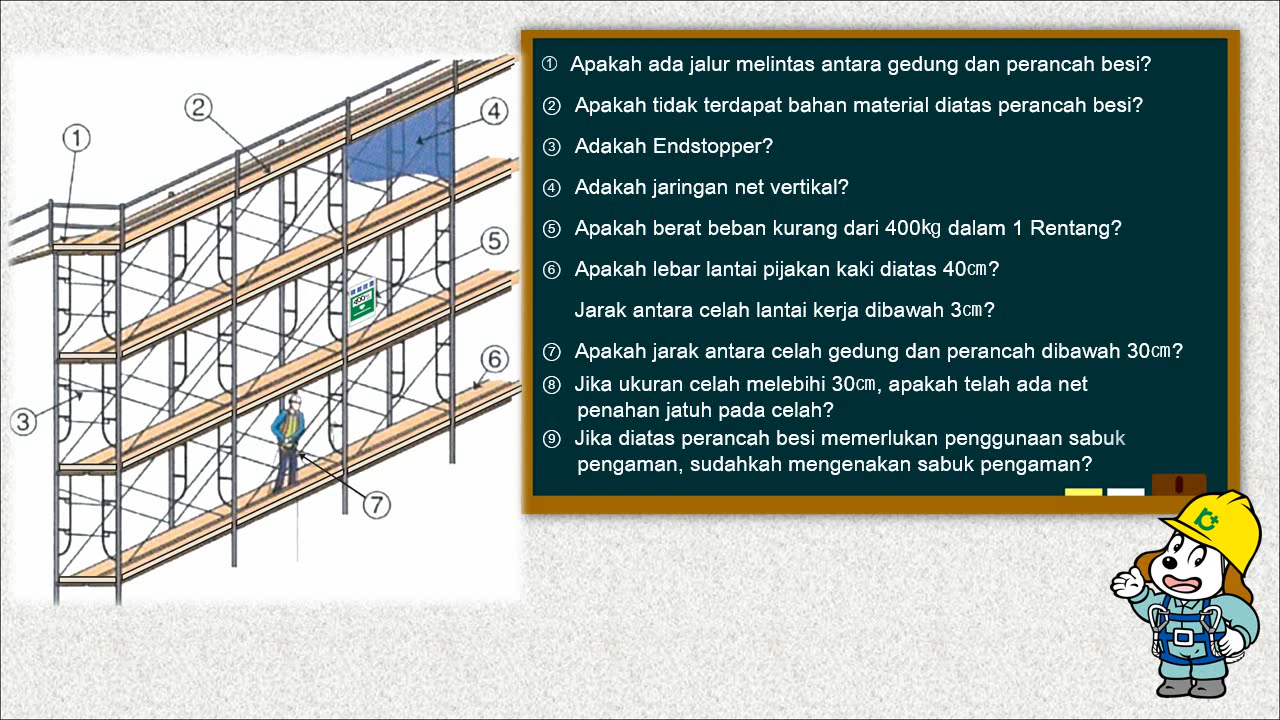 ① Apakah ada jalur melintas antara gedung dan perancah besi?
② Apakah tidak terdapat bahan material diatas perancah besi?
③ Adakah Endstopper?
④ Adakah jaringan net vertikal?
⑤ Apakah berat beban kurang dari 400㎏ dalam 1 Rentang?
⑥ Apakah lebar lantai pijakan kaki diatas 40㎝?
Jarak antara celah lantai kerja dibawah 3㎝?
⑦ Apakah jarak antara celah gedung dan perancah dibawah 30㎝?
⑧ Jika ukuran celah melebihi 30㎝, apakah telah ada net
penahan jatuh pada celah?
⑨ Jika diatas perancah besi memerlukan penggunaan sabuk
pengaman, sudahkah mengenakan sabuk pengaman?
①
②
③
④
⑤
⑥
⑦